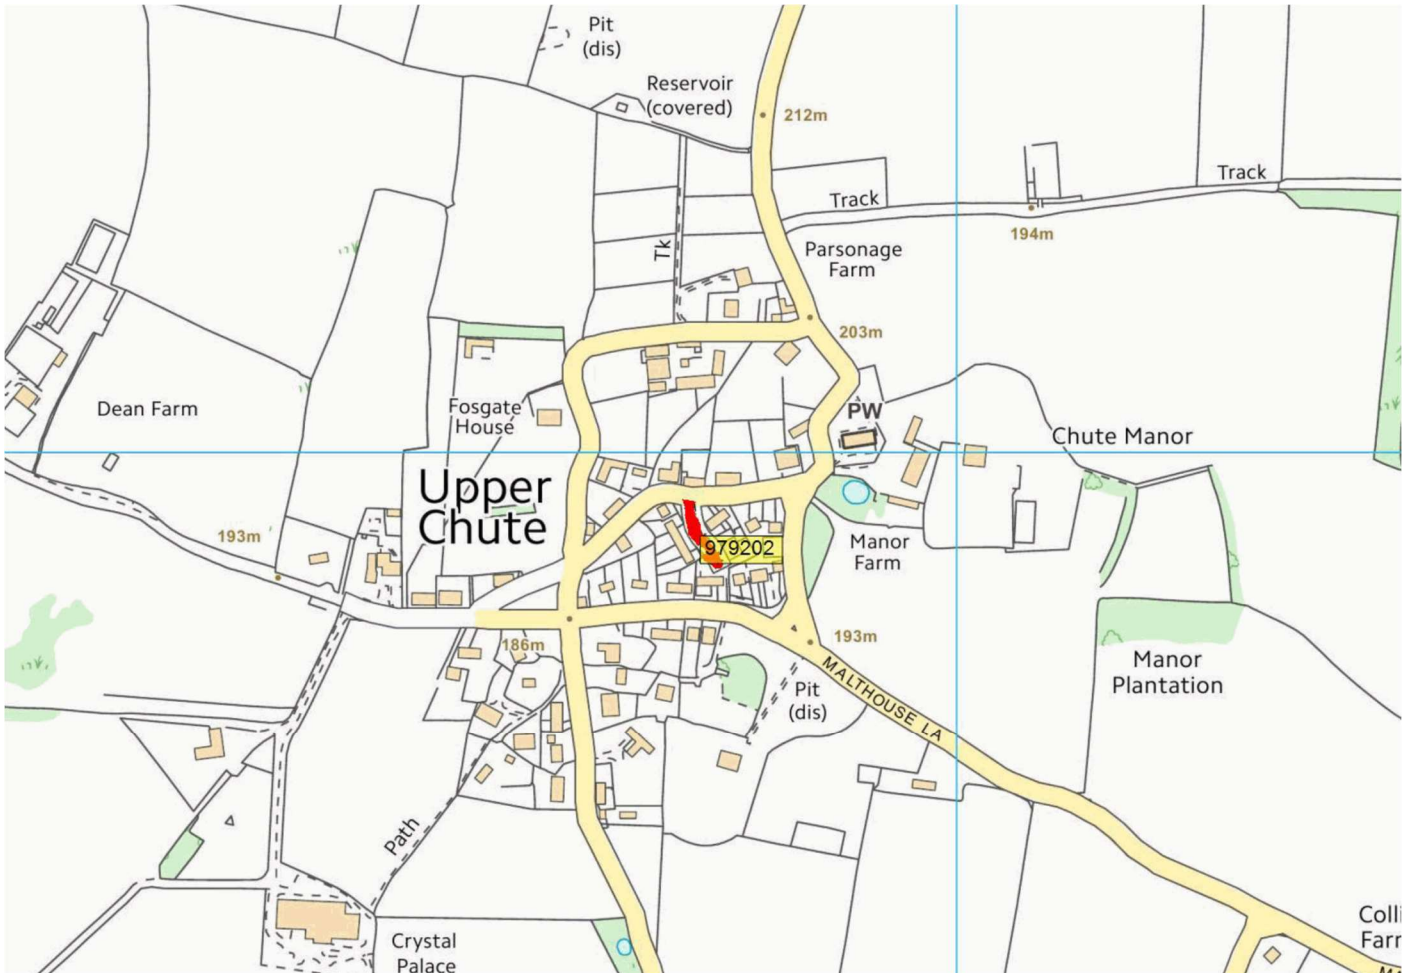 Pit
(dis)
Reservoir
(covered)
212m
Track
Track
194m
Tk
Parsonage
Farm
203m
Dean Farm
Fosgate
House
PW
Chute Manor
Upper
Chute
193m
979202
Manor
Farm
186m
193m
MALTHOUSE LA
Pit
(dis)
Manor
Plantation
Path
Crystal
Palace
Colli
Farr